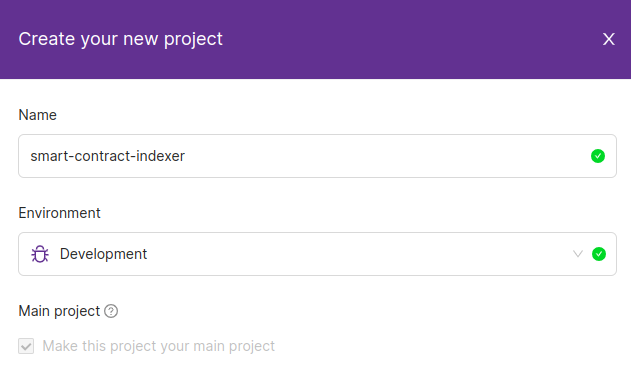 Create your new project
Name
smart-contract-indexer
Environment
Development
Main project
Make this project your main project